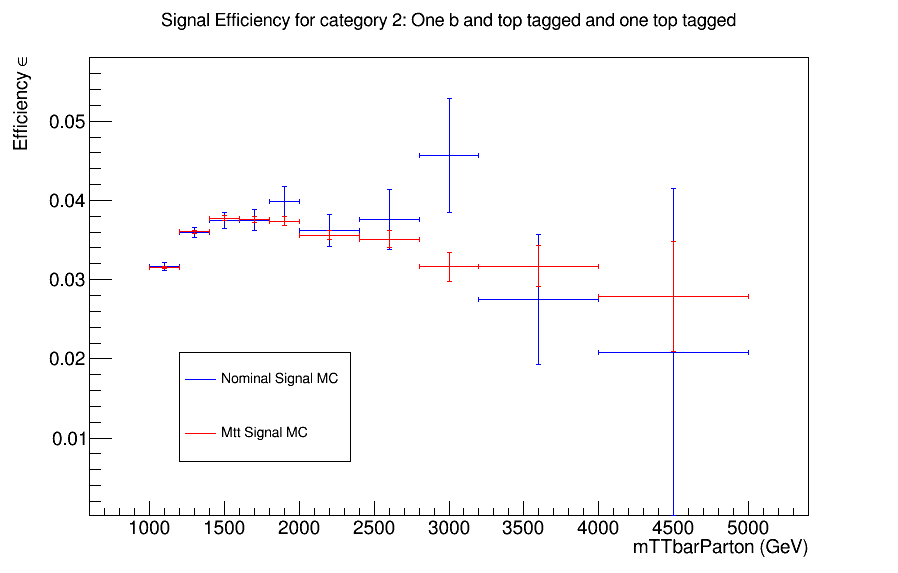 Signal Efficiency for category 2: One b and top tagged and one top tagged
Efficiency ∈
0.05
0.04
0.03
0.02
0.01
Nominal Signal MC
Mtt Signal MC
1000 1500 2000 2500 3000 3500 4000 4500 5000
mTTbarParton (GeV)